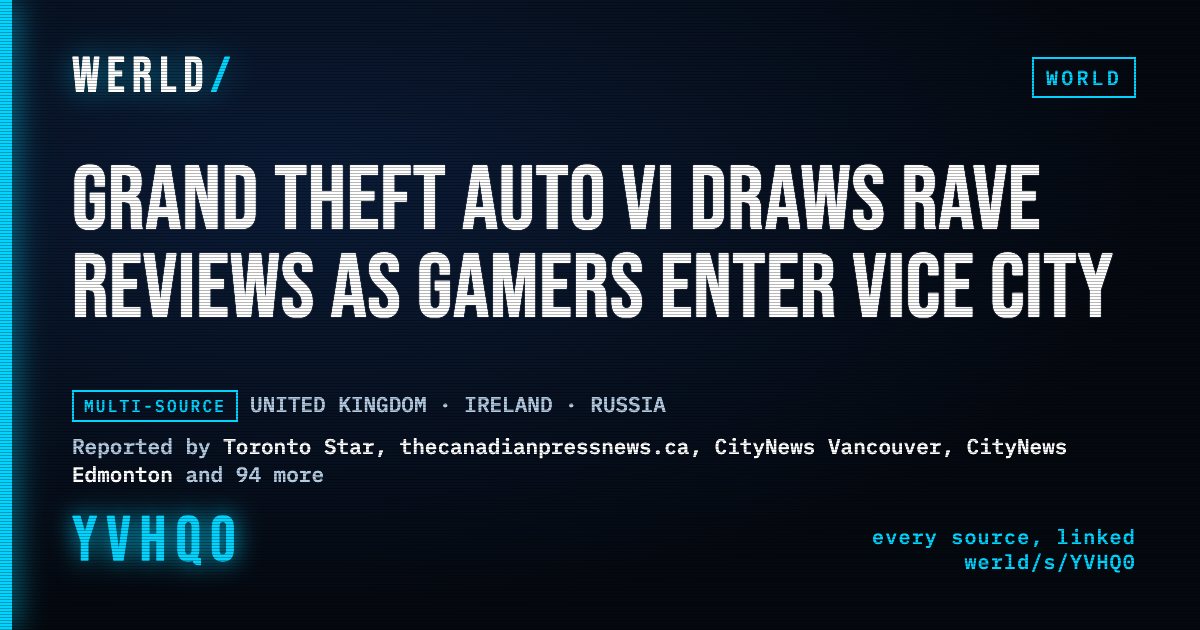 WERLD/
WORLD
GRAND THEFT AUTO VI DRAWS RAVE
REVIEWS AS GAMERS ENTER VICE CITY
MULTI-SOURCE UNITED KINGDOM · IRELAND · RUSSIA
Reported by Toronto Star, thecanadianpressnews.ca, CityNews Vancouver, CityNews
Edmonton and 94 more
YVHQ0
every source, linked
werld/s/YVHQ0